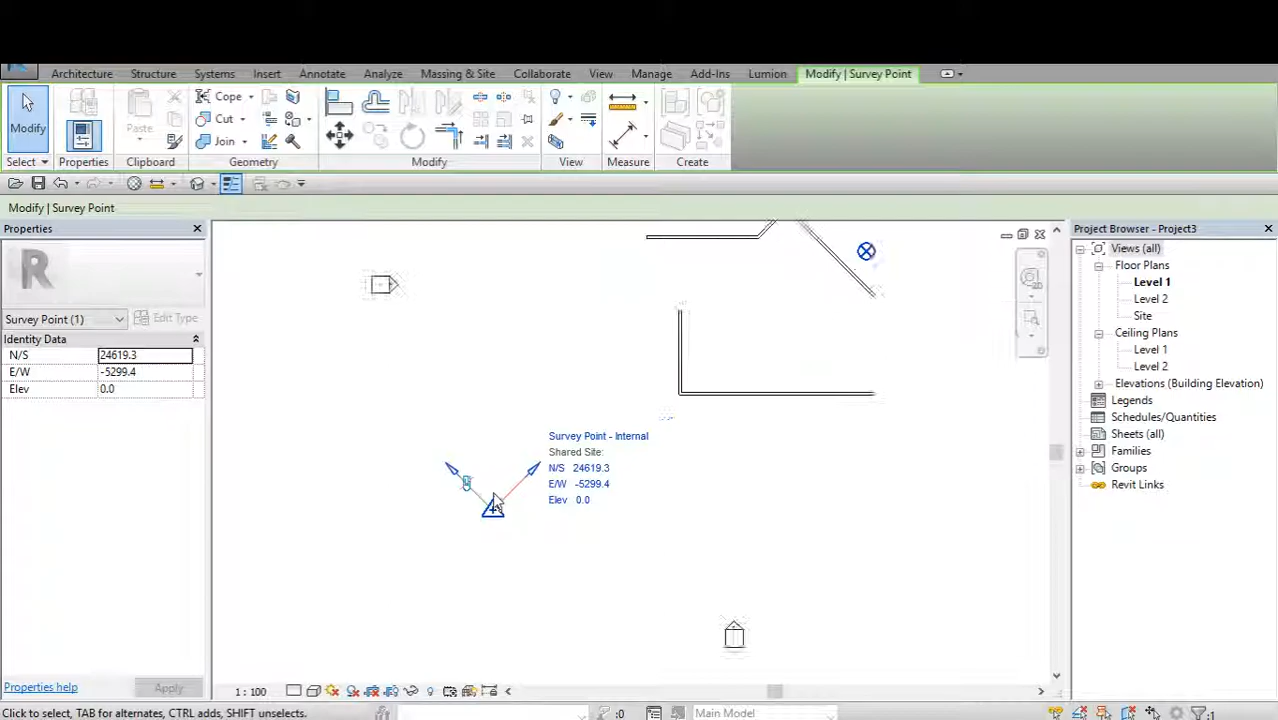 Architecture Structure Systems Insert Annotate Analyze Massing & Site Collaborate View Manage Add-Ins Lumion Modify | Survey Point
Modify
Paste
Cope
Cut
Join
Select Properties Clipboard Geometry Modify View Measure Create
Modify | Survey Point
Properties
R
Survey Point (1) Edit Type
Identity Data
N/S 24619.3
E/W -5299.4
Elev 0.0
Survey Point - Internal
Shared Site:
N/S 24619.3
E/W -5299.4
Elev 0.0
Project Browser - Project3
Views (all)
Floor Plans
Level 1
Level 2
Site
Ceiling Plans
Level 1
Level 2
Elevations (Building Elevation)
Legends
Schedules/Quantities
Sheets (all)
Families
Groups
Revit Links
Properties help Apply
1 : 100
Click to select, TAB for alternates, CTRL adds, SHIFT unselects.
:0
Main Model
:1